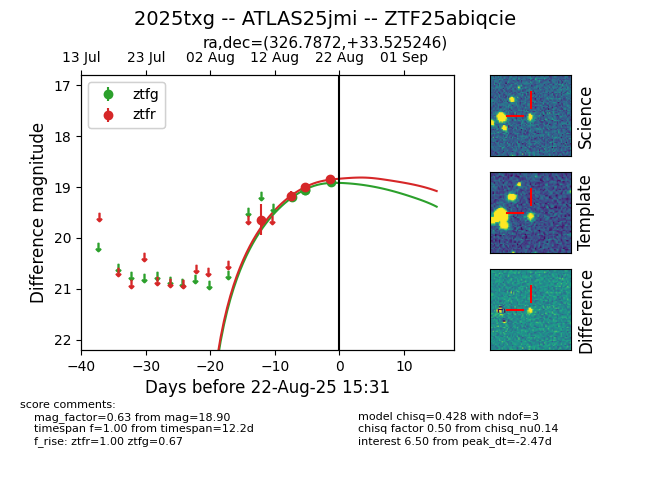 2025txg -- ATLAS25jmi -- ZTF25abiqcie
ra,dec=(326.7872,+33.525246)
13 Jul 23 Jul 02 Aug 12 Aug 22 Aug 01 Sep
ztfg
ztfr
17
18
19
20
21
22
Difference magnitude
−40 −30 −20 −10 0 10
Days before 22-Aug-25 15:31
Science
Template
Difference
score comments:
mag_factor=0.63 from mag=18.90
timespan f=1.00 from timespan=12.2d
f_rise: ztfr=1.00 ztfg=0.67
model chisq=0.428 with ndof=3
chisq factor 0.50 from chisq_nu0.14
interest 6.50 from peak_dt=-2.47d